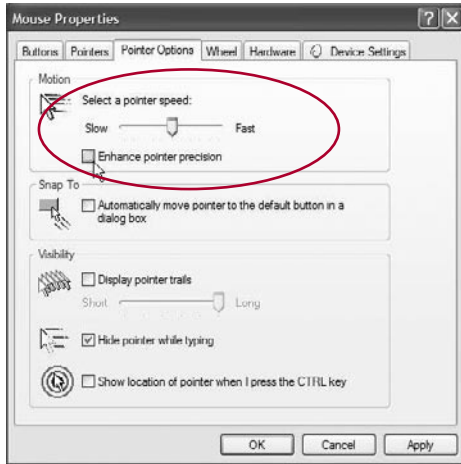 Mouse Properties
Buttons Pointers Pointer Options Wheel Hardware Device Settings
Motion
Select a pointer speed:
Slow Fast
Enhance pointer precision
Snap To
Automatically move pointer to the default button in a
dialog box
Visibility
Display pointer trails
Short Long
Hide pointer while typing
Show location of pointer when I press the CTRL key
OK Cancel Apply